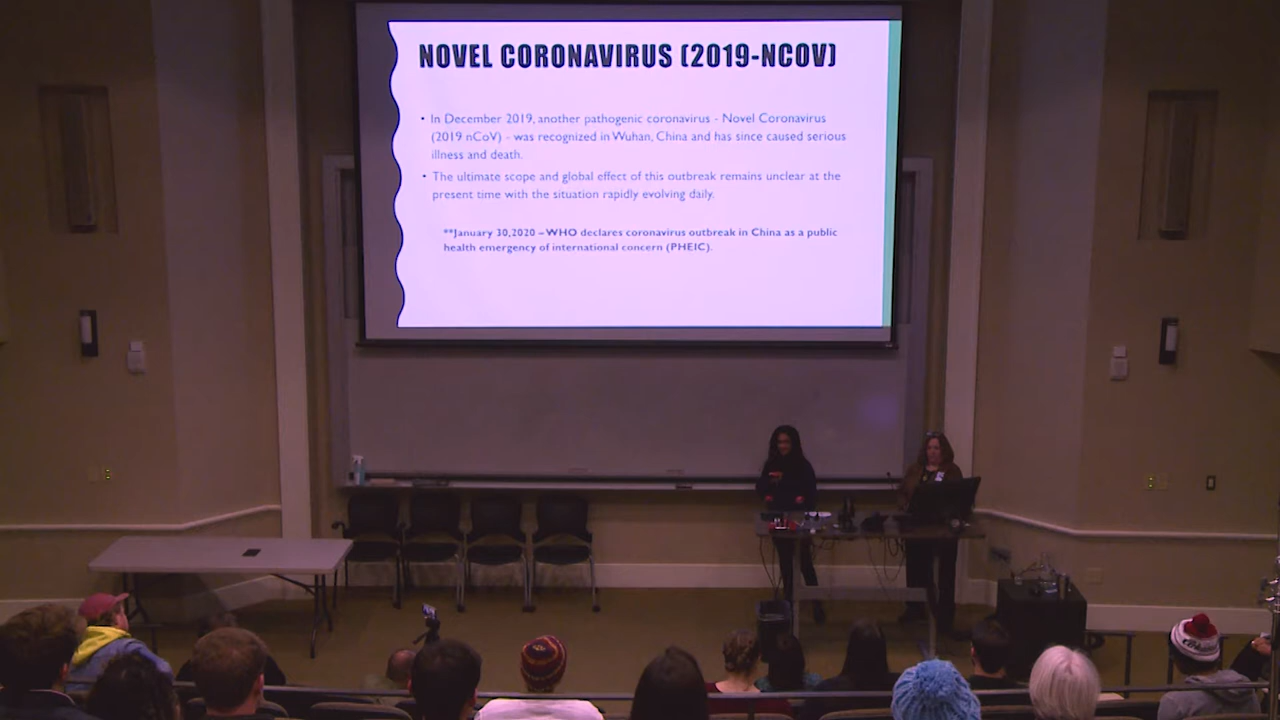 NOVEL CORONAVIRUS (2019-NCOV)
• In December 2019, another pathogenic coronavirus - Novel Coronavirus
(2019 nCoV) - was recognized in Wuhan, China and has since caused serious
illness and death.
• The ultimate scope and global effect of this outbreak remains unclear at the
present time with the situation rapidly evolving daily.
**January 30,2020 – WHO declares coronavirus outbreak in China as a public
health emergency of international concern (PHEIC).